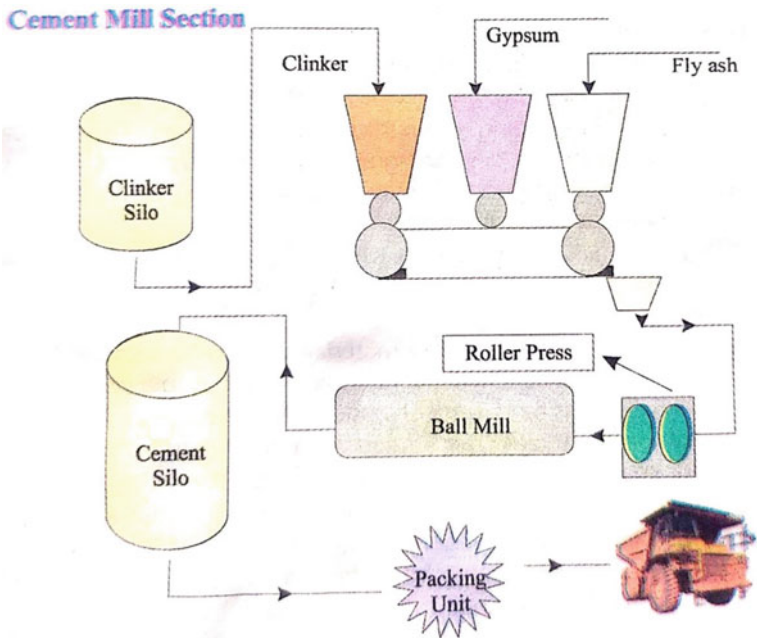 Cement Mill Section
Gypsum
Clinker
Fly ash
Clinker
Silo
Roller Press
Ball Mill
Cement
Silo
Packing
Unit